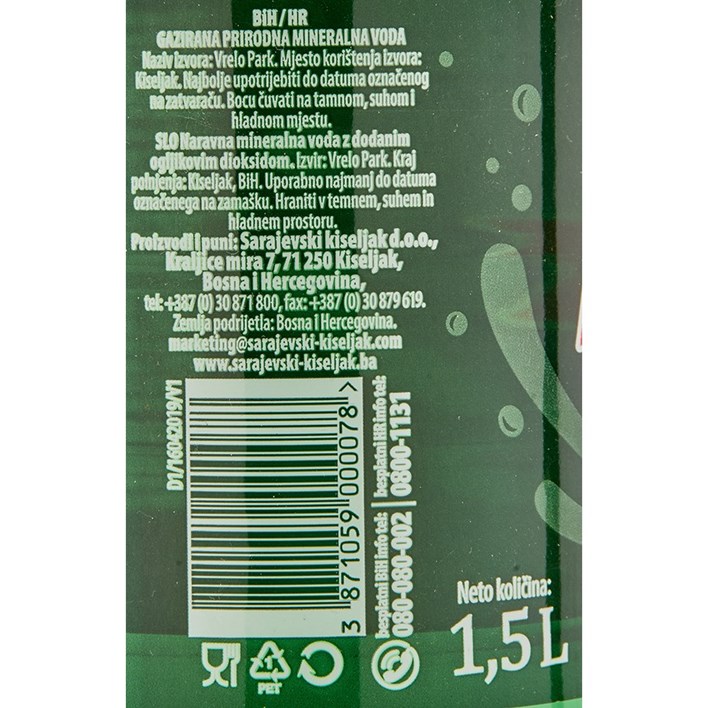 BiH / HR
GAZIRANA PRIRODNA MINERALNA VODA
Naziv izvora: Vrelo Park. Mjesto korištenja izvora:
Kiseljak. Najbolje upotrijebiti do datuma označenog
na zatvaraču. Bocu čuvati na tamnom, suhom i
hladnom mjestu.
SLO Naravna mineralna voda z dodanim
ogljikovim dioksidom. Izvir: Vrelo Park. Kraj
polnjenja: Kiseljak, BiH. Uporabno najmanj do datuma
označenega na zamašku. Hraniti v temnem, suhem in
hladnem prostoru.
Proizvodi i puni: Sarajevski kiseljak d.o.o.,
Kraljice mira 7, 71 250 Kiseljak,
Bosna i Hercegovina,
tel: +387 (0) 30 871 800, fax: +387 (0) 30 879 619.
Zemlja podrijetla: Bosna i Hercegovina.
marketing@sarajevski-kiseljak.com
www.sarajevski-kiseljak.ba
D1/16042019/V1
3 871059 000078 >
besplatni BiH info tel:
080-080-002
besplatni HR info tel:
0800-1131
1
PET
Neto količina:
1,5 L